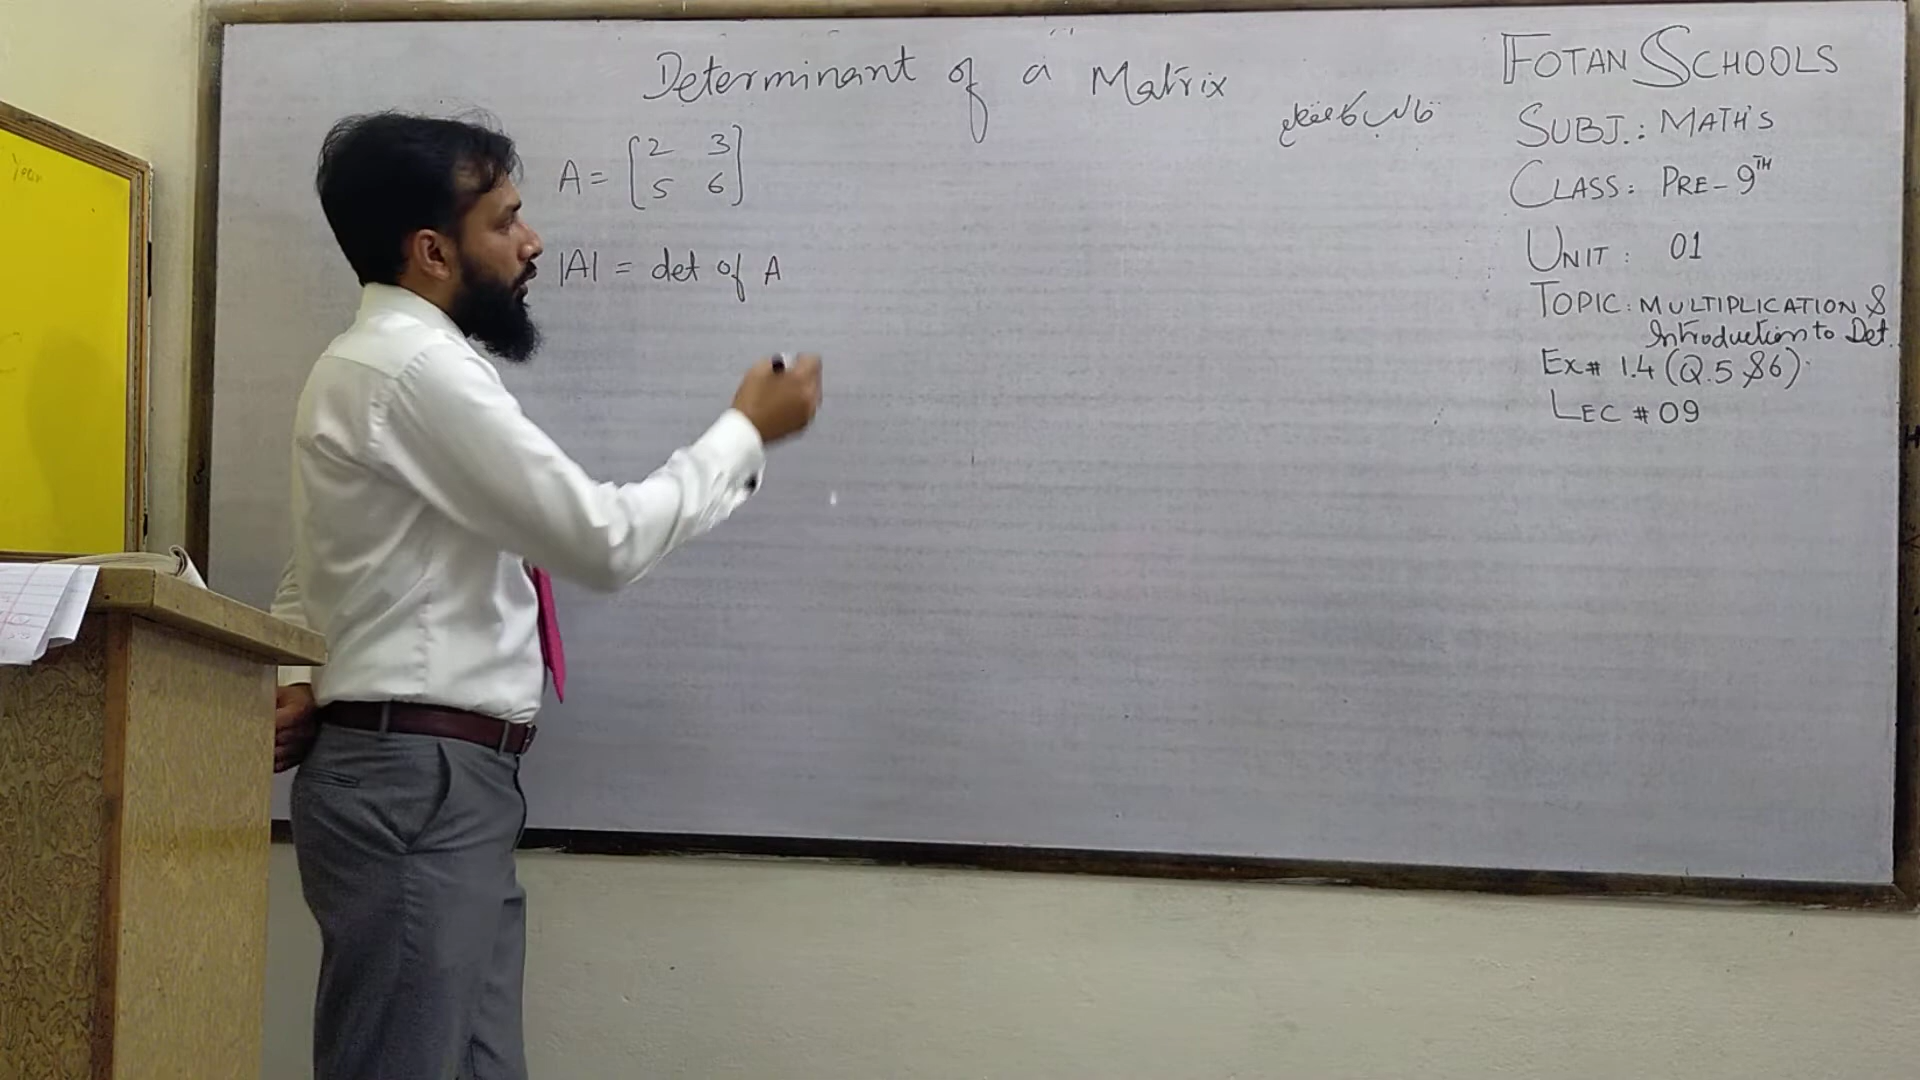 Year
Determinant of a Matrix
A = [2 3
5 6]
|A| = det of A
FOTAN SCHOOLS
SUBJ.: MATH'S
CLASS: PRE-9TH
UNIT: 01
TOPIC: MULTIPLICATION &
Introduction to Det.
EX# 1.4 (Q.5 &6).
LEC # 09